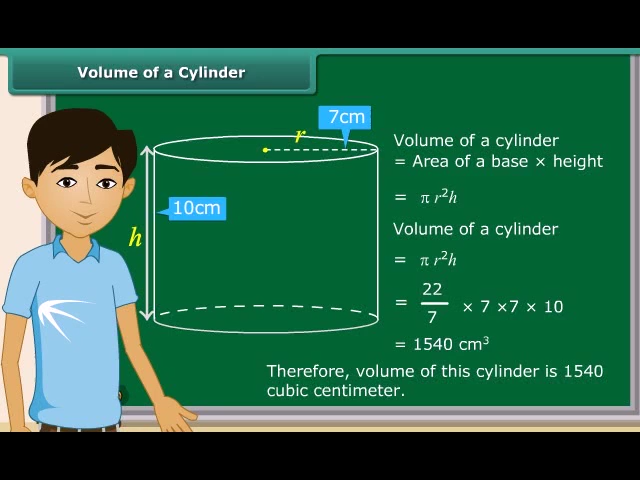 Volume of a Cylinder
7cm
r
10cm
h
Volume of a cylinder
= Area of a base × height
= π r²h
Volume of a cylinder
= π r²h
= 22/7 × 7 ×7 × 10
= 1540 cm³
Therefore, volume of this cylinder is 1540
cubic centimeter.